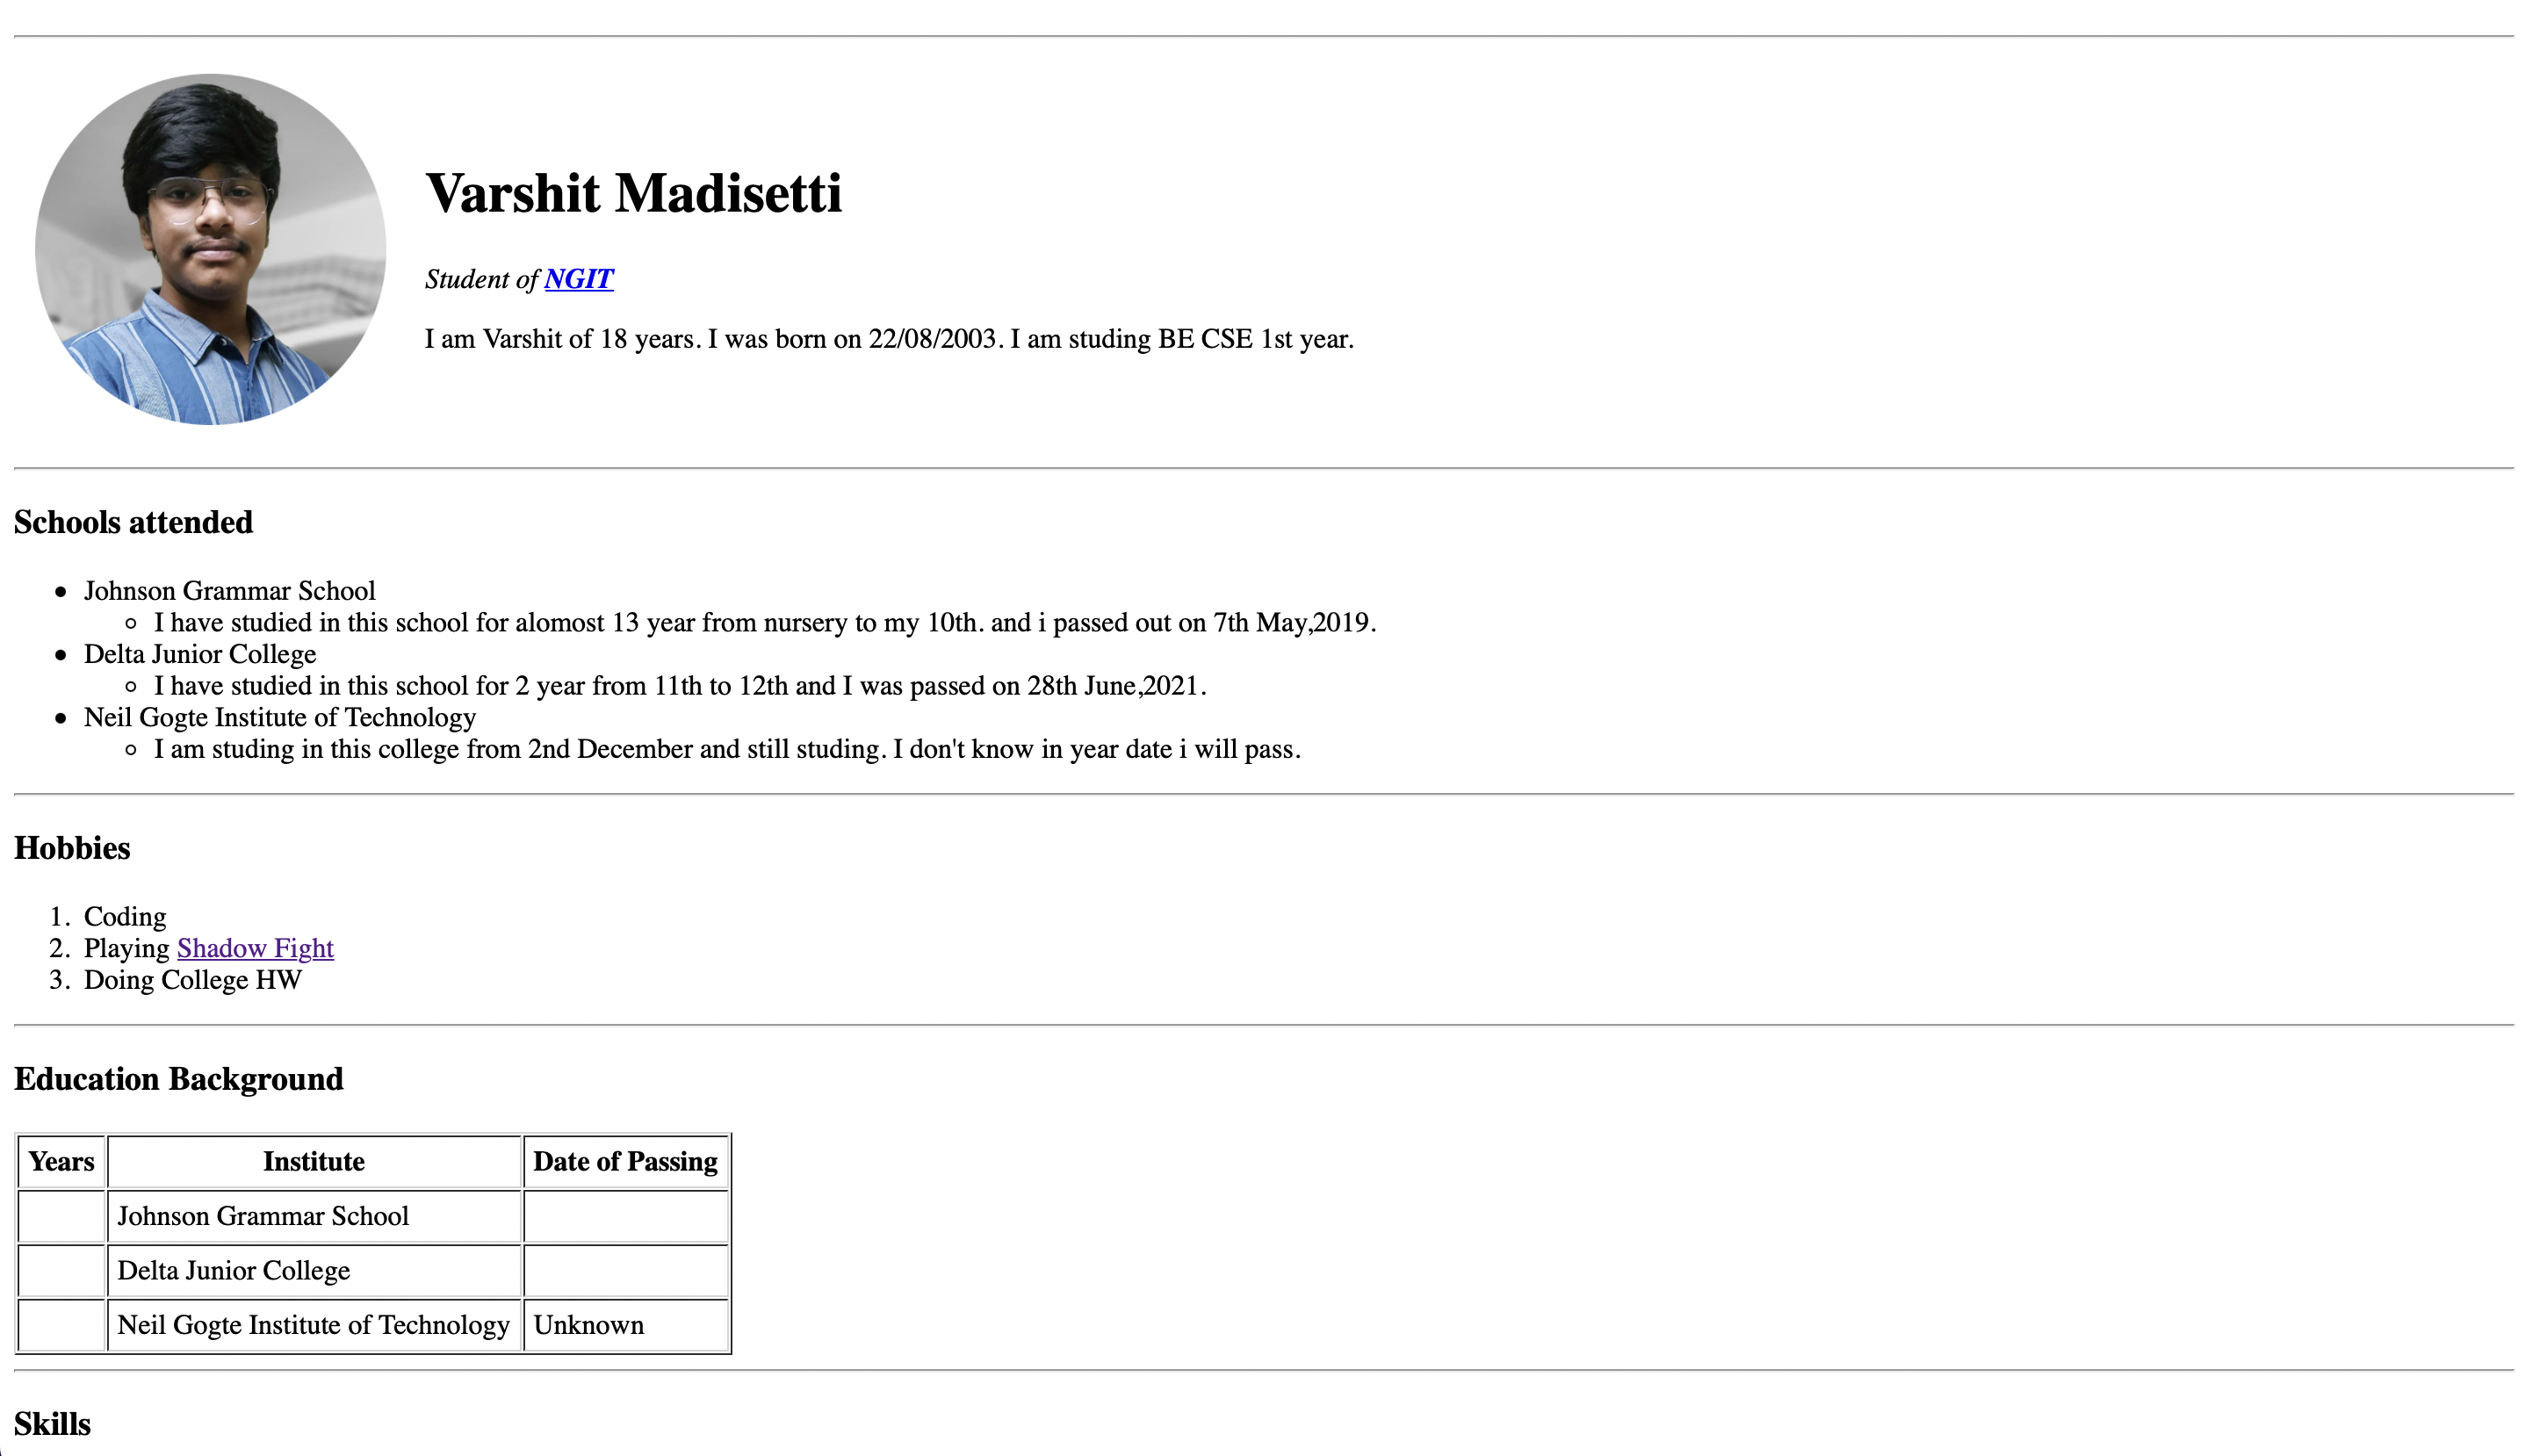 Varshit Madisetti
Student of NGIT
I am Varshit of 18 years. I was born on 22/08/2003. I am studing BE CSE 1st year.
Schools attended
Johnson Grammar School
I have studied in this school for alomost 13 year from nursery to my 10th. and i passed out on 7th May,2019.
Delta Junior College
I have studied in this school for 2 year from 11th to 12th and I was passed on 28th June,2021.
Neil Gogte Institute of Technology
I am studing in this college from 2nd December and still studing. I don't know in year date i will pass.
Hobbies
1. Coding
2. Playing Shadow Fight
3. Doing College HW
Education Background
Years Institute Date of Passing
Johnson Grammar School
Delta Junior College
Neil Gogte Institute of Technology Unknown
Skills